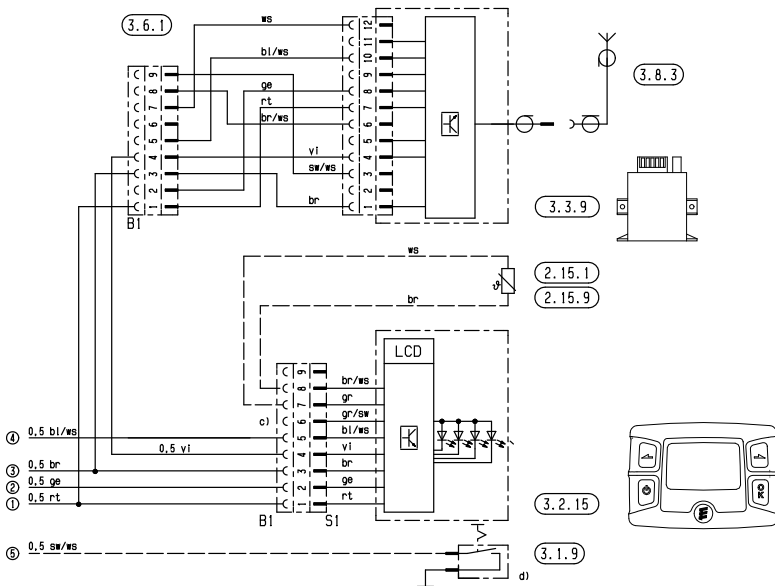 3.6.1
ws
bl/ws
ge
rt
br/ws
vi
sw/ws
br
9
8
7
6
5
4
3
2
1
B1
12
11
10
9
8
7
6
5
4
3
2
1
3.8.3
3.3.9
ws
br
ϑ
2.15.1
2.15.9
LCD
c)
9
8
7
6
5
4
3
2
1
br/ws
gr
gr/sw
bl/ws
vi
br
ge
rt
B1
S1
④ 0,5 bl/ws
0,5 vi
③ 0,5 br
② 0,5 ge
① 0,5 rt
3.2.15
OK
⑤ 0,5 sw/ws
3.1.9
d)